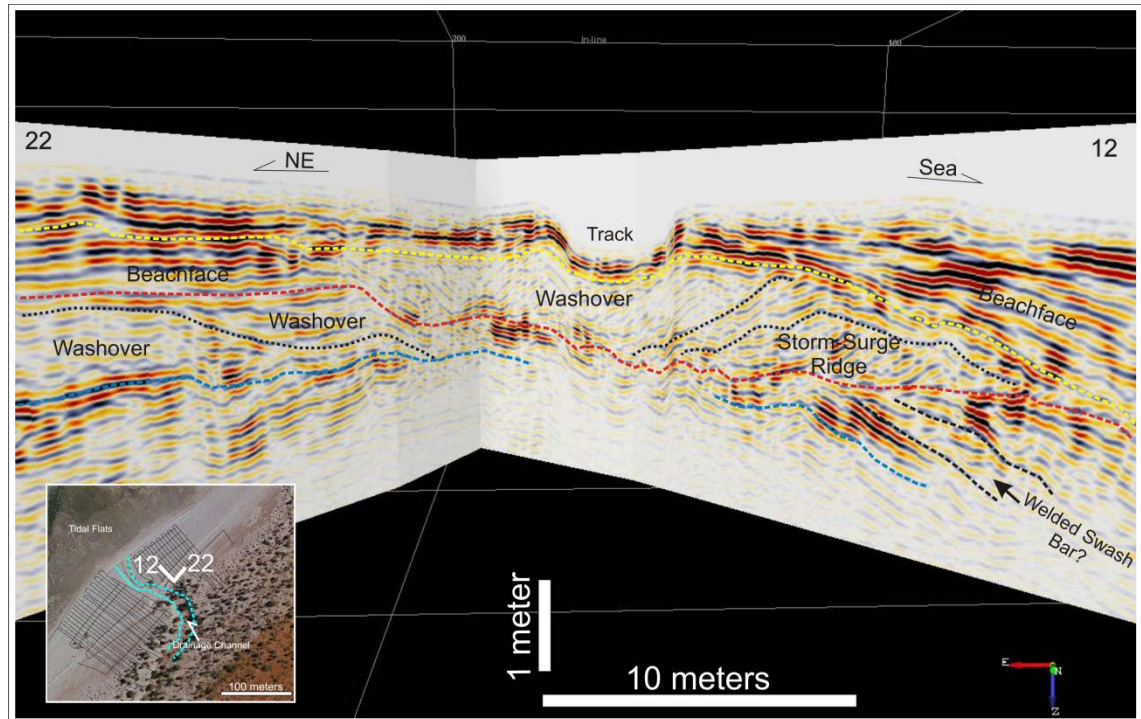 200
In-line
100
22
12
NE
Sea
Track
Beachface
Washover
Beachface
Washover
Washover
Storm Surge
Ridge
Welded Swash
Bar?
Tidal Flats
12
22
Drainage Channel
100 meters
1 meter
10 meters
E
N
Z